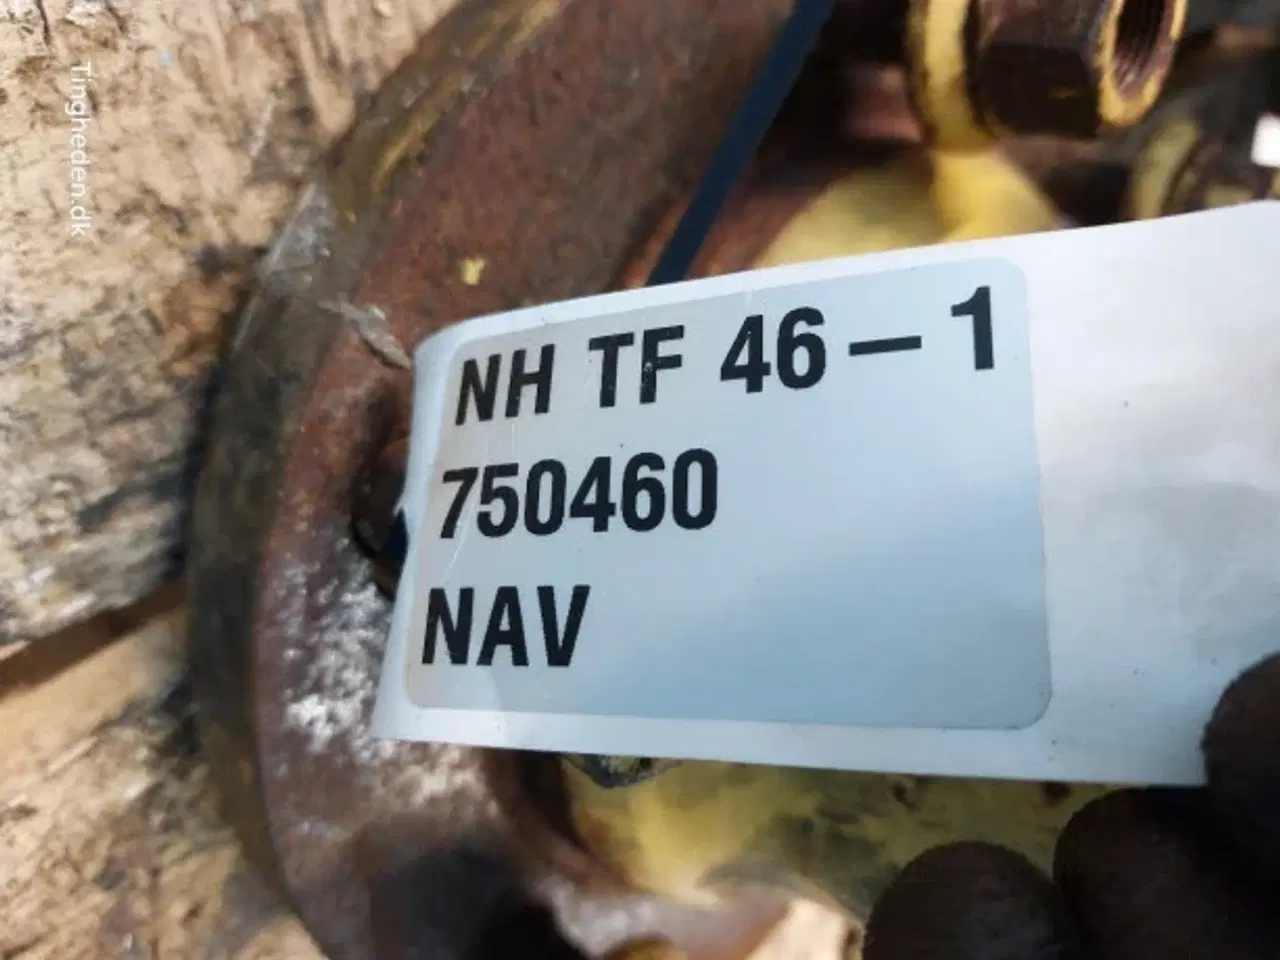 Tingheden.dk
NH TF 46-1
750460
NAV